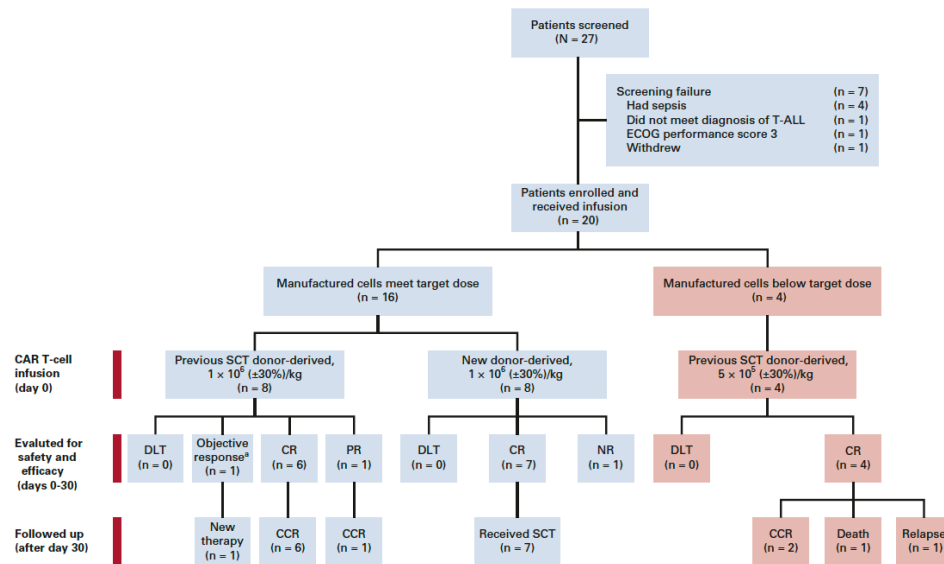 Patients screened
(N = 27)
Screening failure (n = 7)
Had sepsis (n = 4)
Did not meet diagnosis of T-ALL (n = 1)
ECOG performance score 3 (n = 1)
Withdrew (n = 1)
Patients enrolled and
received infusion
(n = 20)
Manufactured cells meet target dose
(n = 16)
Manufactured cells below target dose
(n = 4)
CAR T-cell
infusion
(day 0)
Previous SCT donor-derived,
1 × 10⁶ (±30%)/kg
(n = 8)
New donor-derived,
1 × 10⁶ (±30%)/kg
(n = 8)
Previous SCT donor-derived,
5 × 10⁵ (±30%)/kg
(n = 4)
Evaluted for
safety and
efficacy
(days 0-30)
DLT
(n = 0)
Objective
responseᵃ
(n = 1)
CR
(n = 6)
PR
(n = 1)
DLT
(n = 0)
CR
(n = 7)
NR
(n = 1)
DLT
(n = 0)
CR
(n = 4)
Followed up
(after day 30)
New
therapy
(n = 1)
CCR
(n = 6)
CCR
(n = 1)
Received SCT
(n = 7)
CCR
(n = 2)
Death
(n = 1)
Relapse
(n = 1)